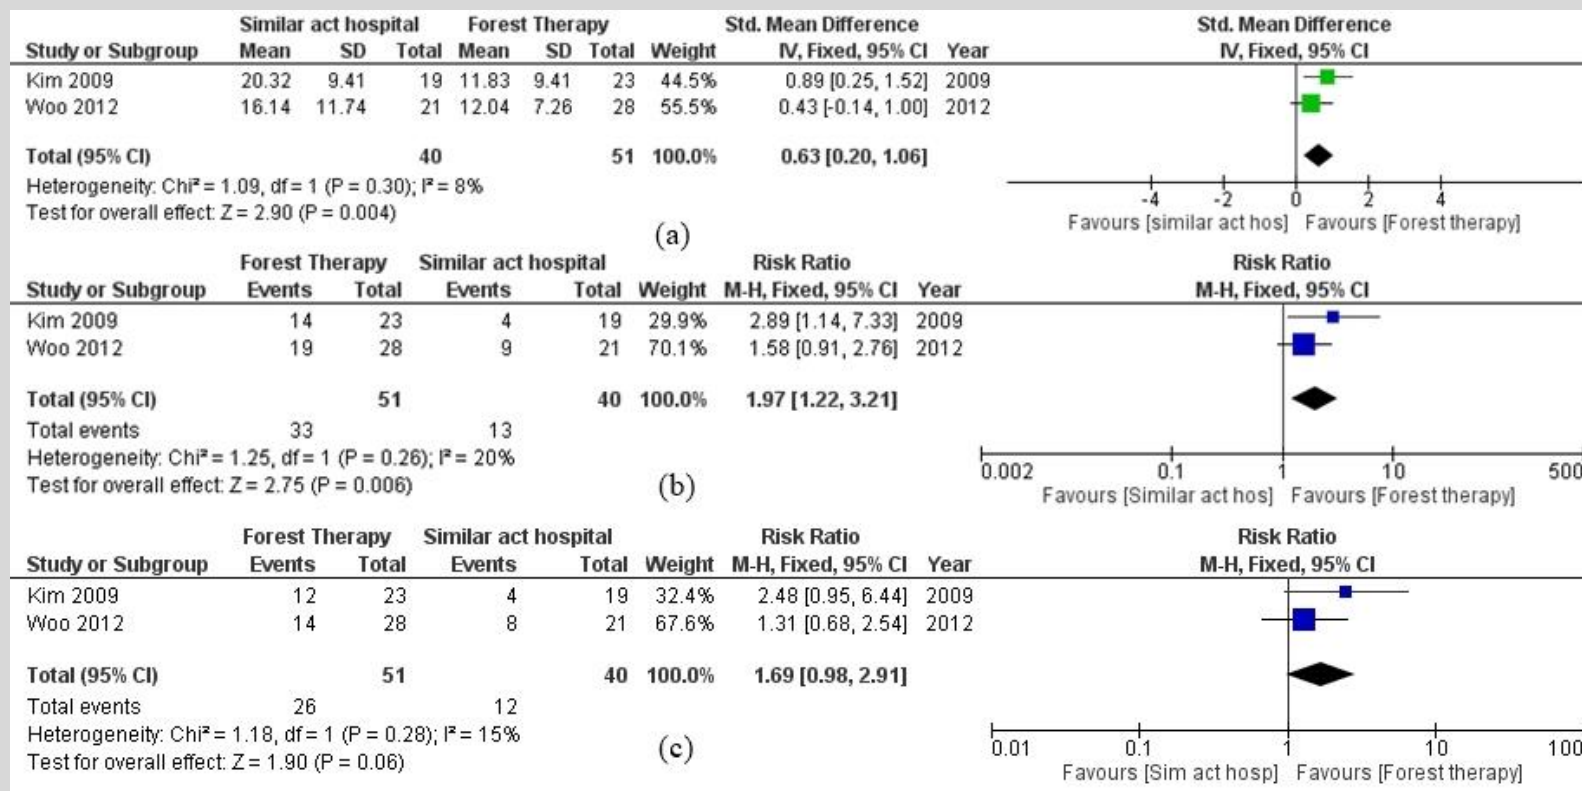 Similar act hospital Forest Therapy Std. Mean Difference Std. Mean Difference
Study or Subgroup Mean SD Total Mean SD Total Weight IV, Fixed, 95% CI Year IV, Fixed, 95% CI
Kim 2009 20.32 9.41 19 11.83 9.41 23 44.5% 0.89 [0.25, 1.52] 2009
Woo 2012 16.14 11.74 21 12.04 7.26 28 55.5% 0.43 [-0.14, 1.00] 2012
Total (95% CI) 40 51 100.0% 0.63 [0.20, 1.06]
Heterogeneity: Chi² = 1.09, df = 1 (P = 0.30); I² = 8%
-4 -2 0 2 4
Test for overall effect: Z = 2.90 (P = 0.004)
Favours [similar act hos] Favours [Forest therapy]
(a)
Forest Therapy Similar act hospital Risk Ratio Risk Ratio
Study or Subgroup Events Total Events Total Weight M-H, Fixed, 95% CI Year M-H, Fixed, 95% CI
Kim 2009 14 23 4 19 29.9% 2.89 [1.14, 7.33] 2009
Woo 2012 19 28 9 21 70.1% 1.58 [0.91, 2.76] 2012
Total (95% CI) 51 40 100.0% 1.97 [1.22, 3.21]
Total events 33 13
Heterogeneity: Chi² = 1.25, df = 1 (P = 0.26); I² = 20%
0.002 0.1 1 10 500
Test for overall effect: Z = 2.75 (P = 0.006)
(b)
Favours [Similar act hos] Favours [Forest therapy]
Forest Therapy Similar act hospital Risk Ratio Risk Ratio
Study or Subgroup Events Total Events Total Weight M-H, Fixed, 95% CI Year M-H, Fixed, 95% CI
Kim 2009 12 23 4 19 32.4% 2.48 [0.95, 6.44] 2009
Woo 2012 14 28 8 21 67.6% 1.31 [0.68, 2.54] 2012
Total (95% CI) 51 40 100.0% 1.69 [0.98, 2.91]
Total events 26 12
Heterogeneity: Chi² = 1.18, df = 1 (P = 0.28); I² = 15%
(c)
0.01 0.1 1 10 100
Test for overall effect: Z = 1.90 (P = 0.06)
Favours [Sim act hosp] Favours [Forest therapy]